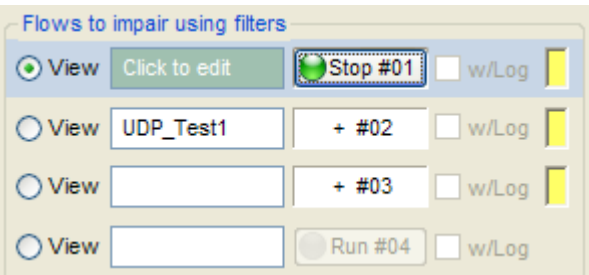 Flows to impair using filters
View Click to edit Stop #01 w/Log
View UDP_Test1 + #02 w/Log
View + #03 w/Log
View Run #04 w/Log